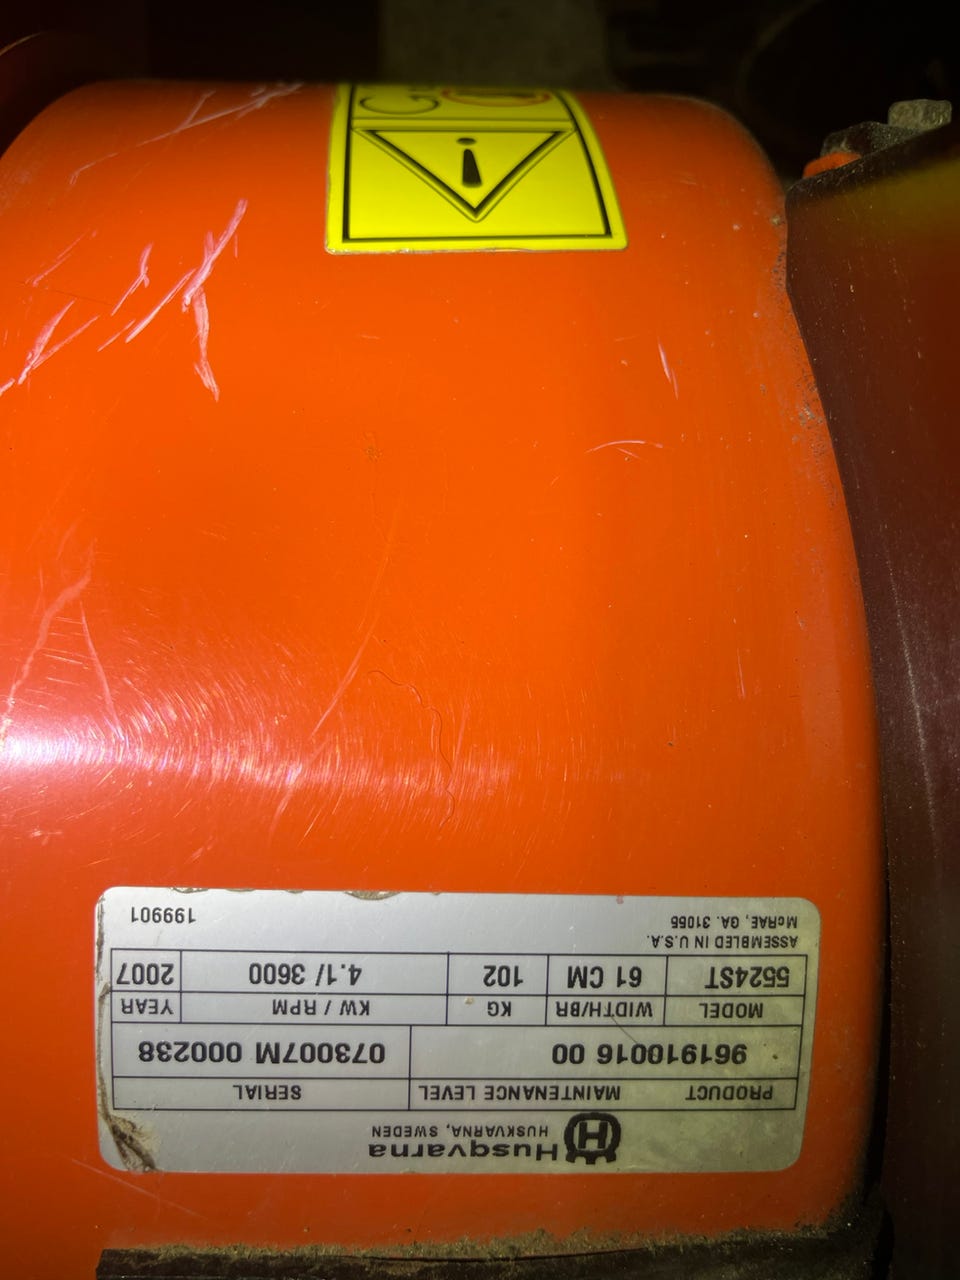 Husqvarna
HUSKVARNA, SWEDEN
PRODUCT MAINTENANCE LEVEL SERIAL
961910016 00 073007M 000238
MODEL WIDTH/BR KG KW / RPM YEAR
5524ST 61 CM 102 4.1/ 3600 2007
ASSEMBLED IN U.S.A.
McRAE, GA. 31055 199901